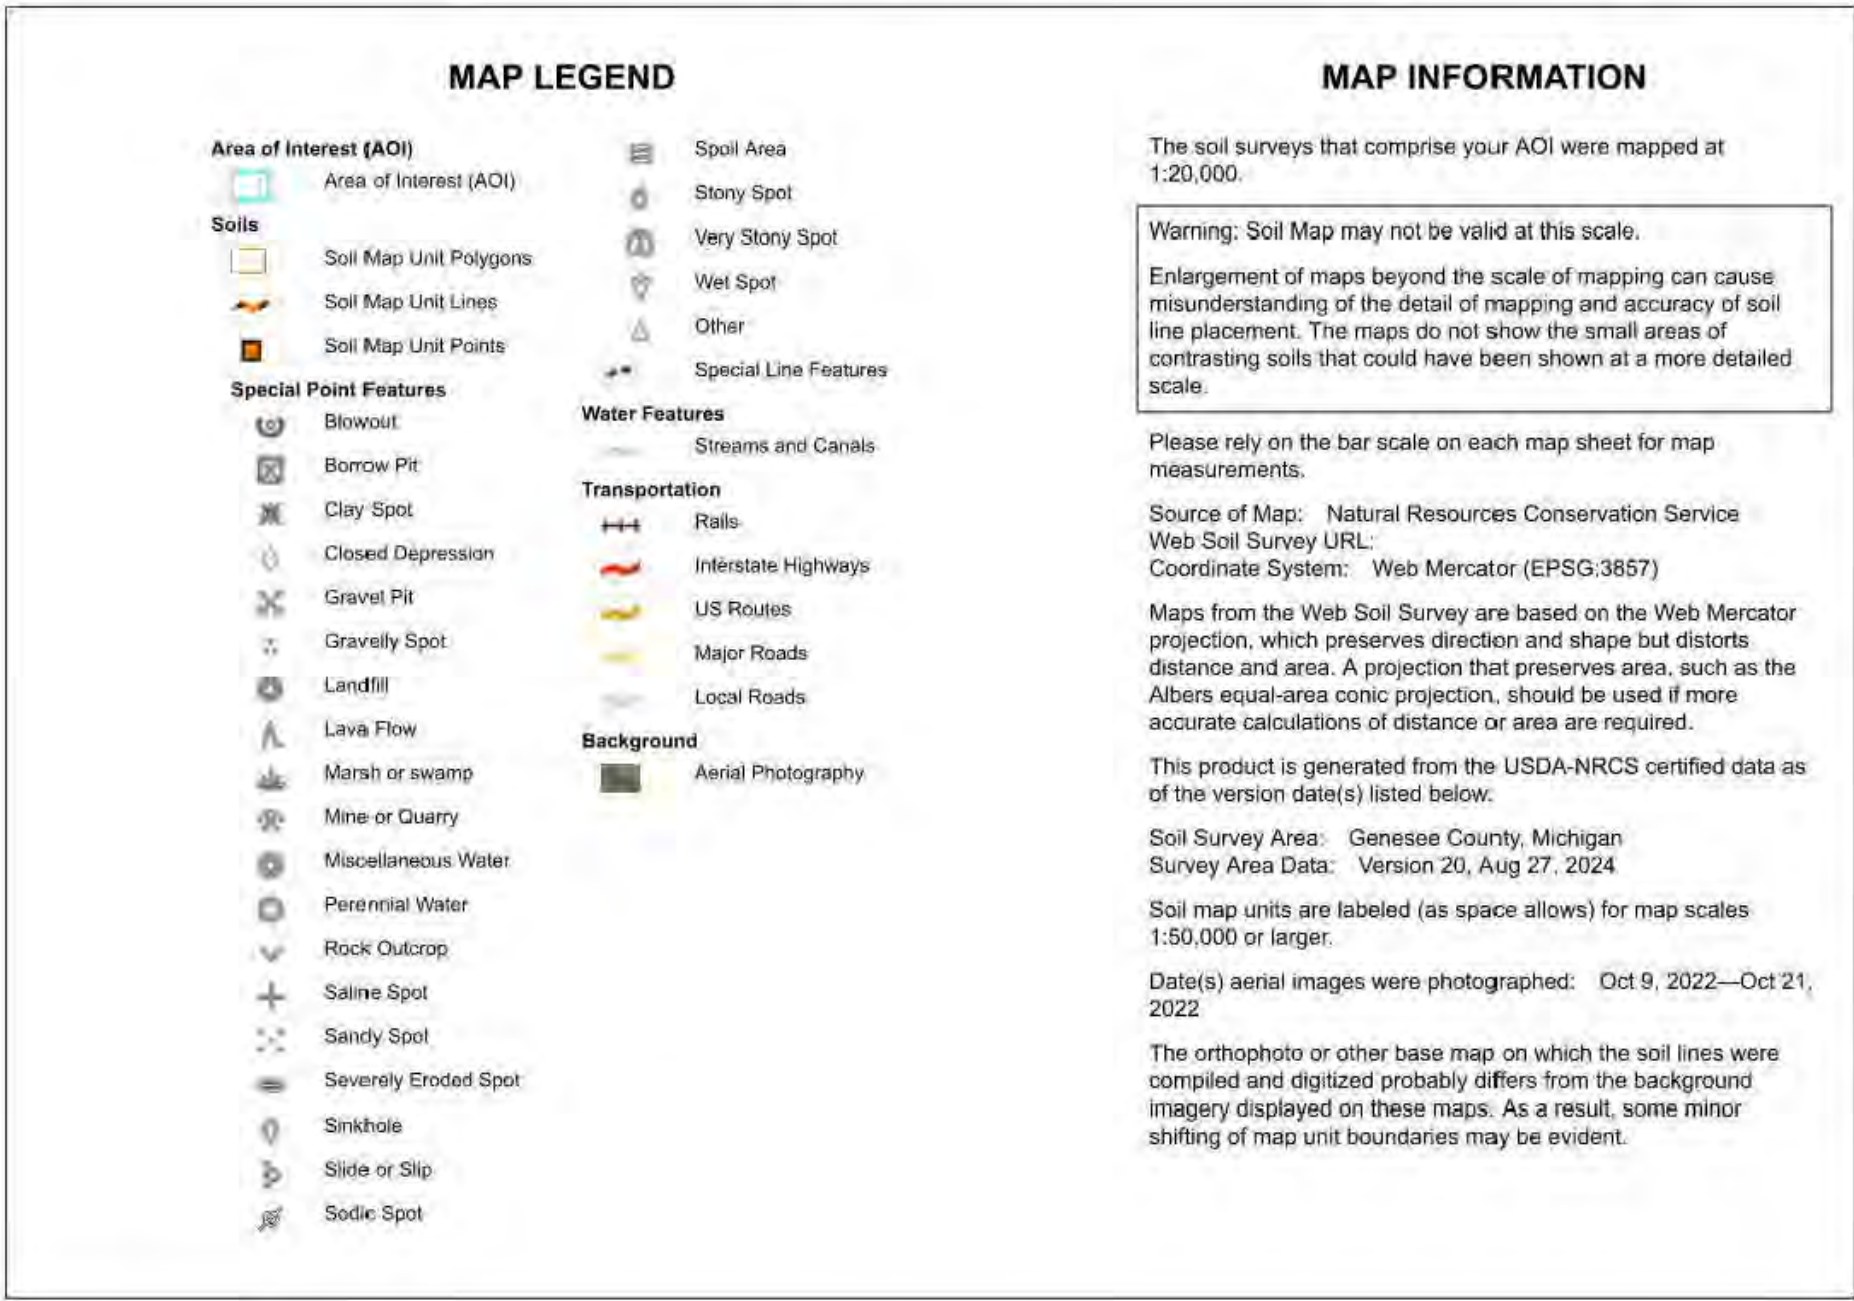 MAP LEGEND
Area of Interest (AOI)
Area of Interest (AOI)
Soils
Soil Map Unit Polygons
Soil Map Unit Lines
Soil Map Unit Points
Special Point Features
Blowout
Borrow Pit
Clay Spot
Closed Depression
Gravel Pit
Gravelly Spot
Landfill
Lava Flow
Marsh or swamp
Mine or Quarry
Miscellaneous Water
Perennial Water
Rock Outcrop
Saline Spot
Sandy Spot
Severely Eroded Spot
Sinkhole
Slide or Slip
Sodic Spot
Spoil Area
Stony Spot
Very Stony Spot
Wet Spot
Other
Special Line Features
Water Features
Streams and Canals
Transportation
Rails
Interstate Highways
US Routes
Major Roads
Local Roads
Background
Aerial Photography
MAP INFORMATION
The soil surveys that comprise your AOI were mapped at
1:20,000.
Warning: Soil Map may not be valid at this scale.
Enlargement of maps beyond the scale of mapping can cause
misunderstanding of the detail of mapping and accuracy of soil
line placement. The maps do not show the small areas of
contrasting soils that could have been shown at a more detailed
scale.
Please rely on the bar scale on each map sheet for map
measurements.
Source of Map: Natural Resources Conservation Service
Web Soil Survey URL:
Coordinate System: Web Mercator (EPSG:3857)
Maps from the Web Soil Survey are based on the Web Mercator
projection, which preserves direction and shape but distorts
distance and area. A projection that preserves area, such as the
Albers equal-area conic projection, should be used if more
accurate calculations of distance or area are required.
This product is generated from the USDA-NRCS certified data as
of the version date(s) listed below.
Soil Survey Area: Genesee County, Michigan
Survey Area Data: Version 20, Aug 27, 2024
Soil map units are labeled (as space allows) for map scales
1:50,000 or larger.
Date(s) aerial images were photographed: Oct 9, 2022—Oct 21,
2022
The orthophoto or other base map on which the soil lines were
compiled and digitized probably differs from the background
imagery displayed on these maps. As a result, some minor
shifting of map unit boundaries may be evident.